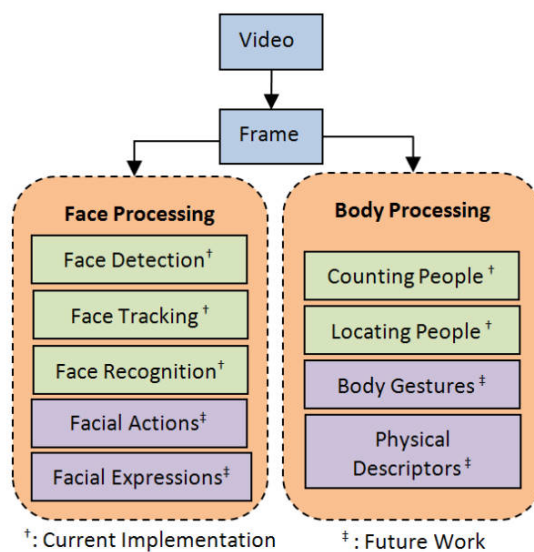 Video
Frame
Face Processing
Face Detection†
Face Tracking†
Face Recognition†
Facial Actions‡
Facial Expressions‡
Body Processing
Counting People†
Locating People†
Body Gestures‡
Physical
Descriptors‡
†: Current Implementation
‡: Future Work